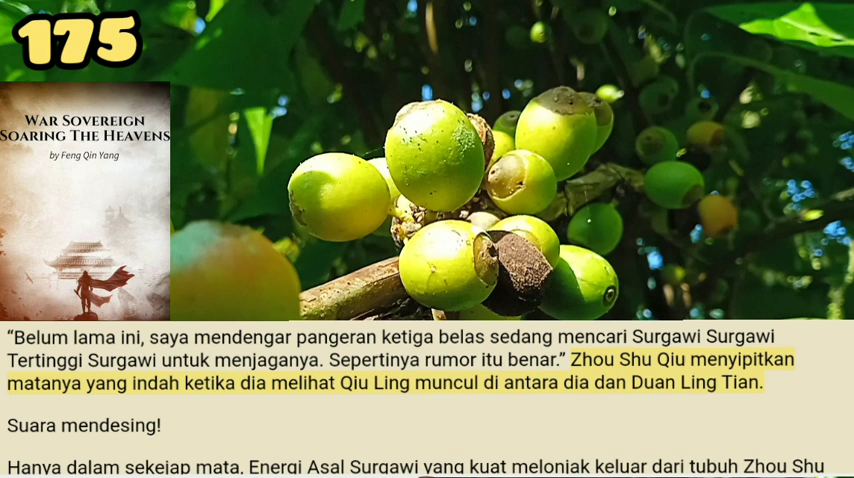 175
WAR SOVEREIGN
SOARING THE HEAVENS
by Feng Qin Yang
“Belum lama ini, saya mendengar pangeran ketiga belas sedang mencari Surgawi Surgawi
Tertinggi Surgawi untuk menjaganya. Sepertinya rumor itu benar.” Zhou Shu Qiu menyipitkan
matanya yang indah ketika dia melihat Qiu Ling muncul di antara dia dan Duan Ling Tian.
Suara mendesing!
Hanya dalam sekejap mata, Energi Asal Surgawi yang kuat melonjak keluar dari tubuh Zhou Shu